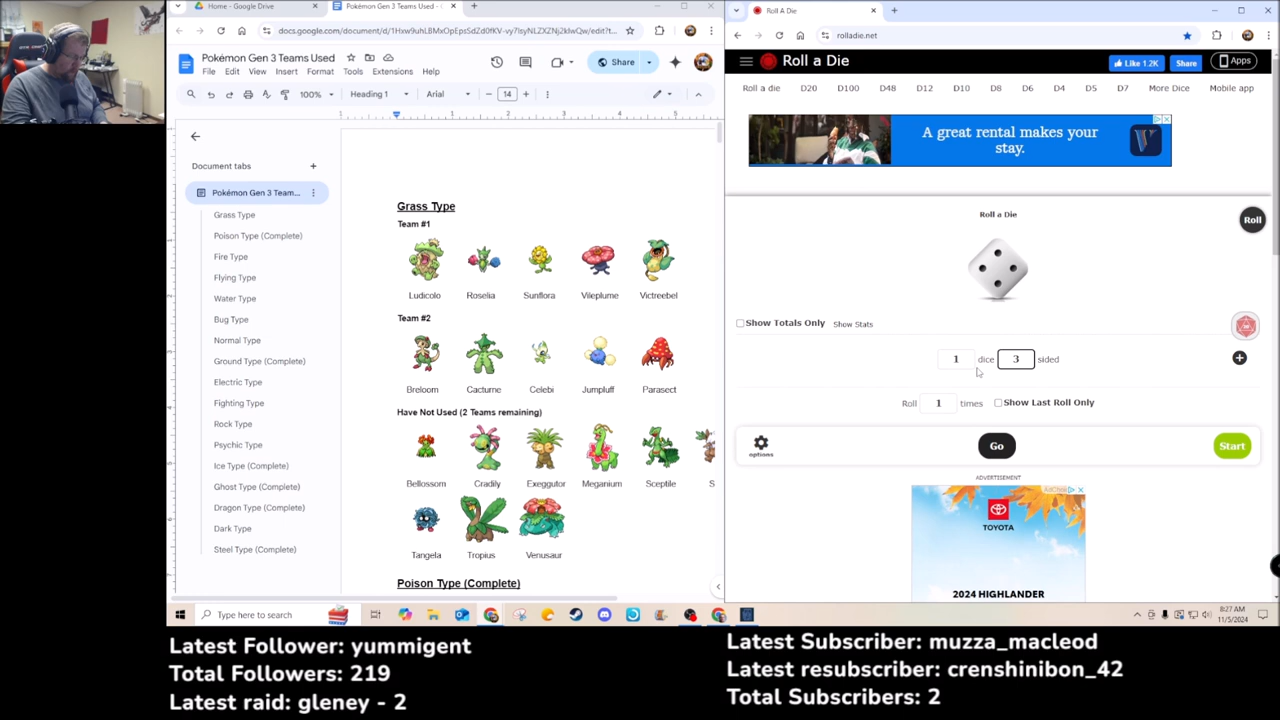 Home - Google Drive
Pokémon Gen 3 Teams Used -
docs.google.com/document/d/1Hxw9uhLBMxOpEpsSdZd0fKV-vy7lsyNLZXZNj2klwQw/edit?t...
Pokémon Gen 3 Teams Used
File Edit View Insert Format Tools Extensions Help
Share
100% Heading 1 Arial 14
1 1 2 3 4 5
Document tabs
Pokémon Gen 3 Team...
Grass Type
Poison Type (Complete)
Fire Type
Flying Type
Water Type
Bug Type
Normal Type
Ground Type (Complete)
Electric Type
Fighting Type
Rock Type
Psychic Type
Ice Type (Complete)
Ghost Type (Complete)
Dragon Type (Complete)
Dark Type
Steel Type (Complete)
Grass Type
Team #1
Ludicolo Roselia Sunflora Vileplume Victreebel
Team #2
Breloom Cacturne Celebi Jumpluff Parasect
Have Not Used (2 Teams remaining)
Bellossom Cradily Exeggutor Meganium Sceptile S
Tangela Tropius Venusaur
Poison Type (Complete)
Roll A Die
rolladie.net
Roll a Die
Like 1.2K Share Apps
Roll a die D20 D100 D48 D12 D10 D8 D6 D4 D5 D7 More Dice Mobile app
A great rental makes your
stay.
Roll a Die
Roll
Show Totals Only Show Stats
1 dice 3 sided
Roll 1 times Show Last Roll Only
options Go Start
ADVERTISEMENT
TOYOTA
2024 HIGHLANDER
Type here to search
8:27 AM
11/5/2024
Latest Follower: yummigent
Total Followers: 219
Latest raid: gleney - 2
Latest Subscriber: muzza_macleod
Latest resubscriber: crenshinibon_42
Total Subscribers: 2